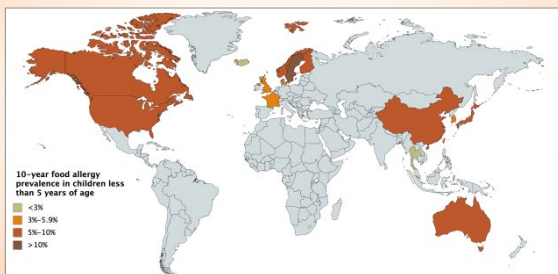 10-year food allergy
prevalence in children less
than 5 years of age
<3%
3%–5.9%
5%–10%
>10%